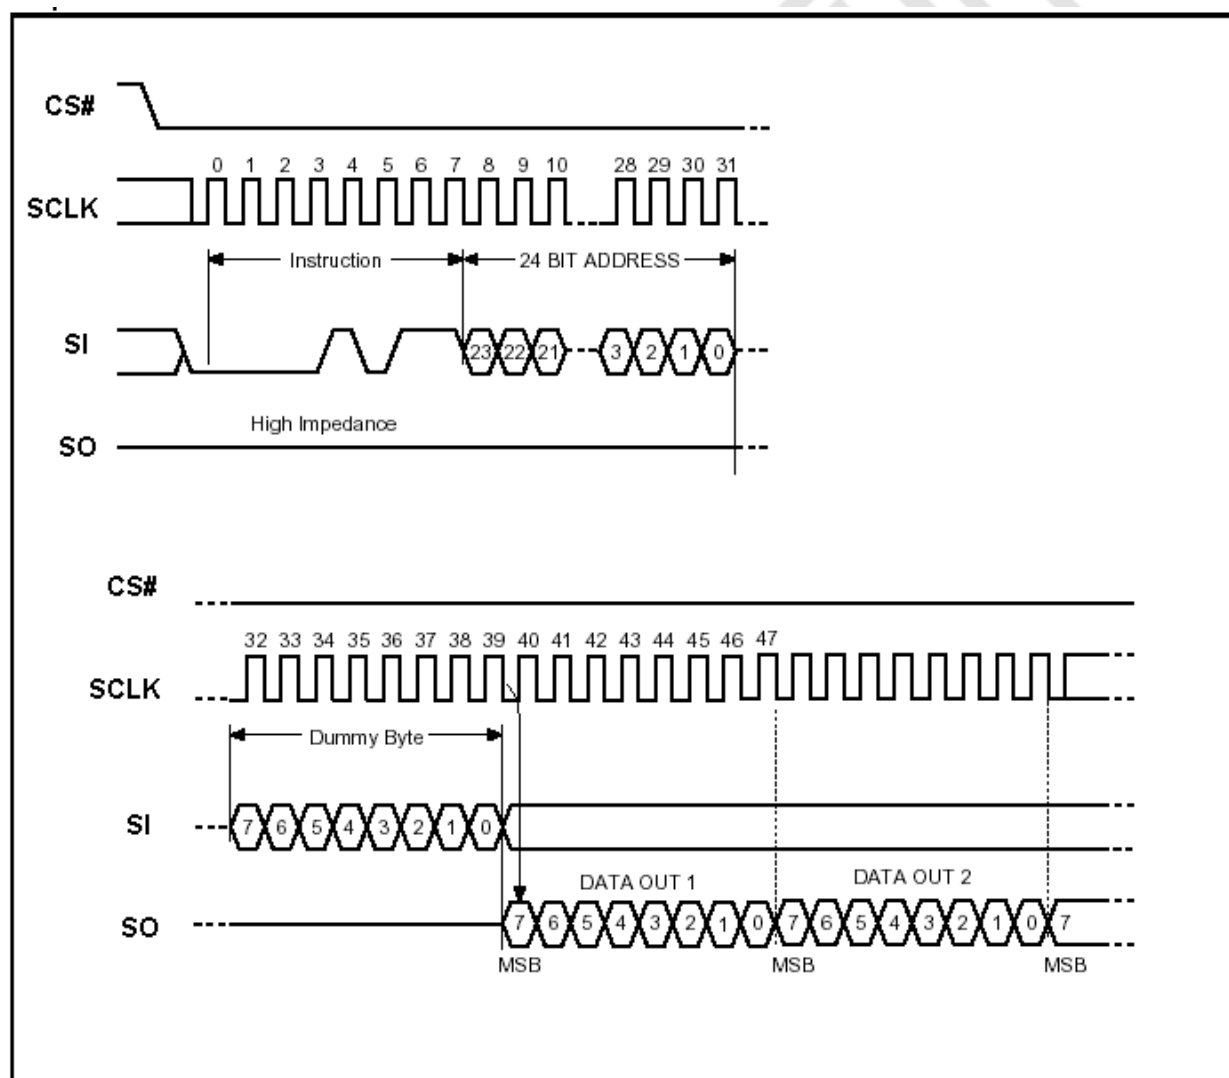 CS#
0 1 2 3 4 5 6 7 8 9 10 28 29 30 31
SCLK
Instruction 24 BIT ADDRESS
SI
23 22 21 3 2 1 0
High Impedance
SO
CS#
32 33 34 35 36 37 38 39 40 41 42 43 44 45 46 47
SCLK
Dummy Byte
SI
7 6 5 4 3 2 1 0
DATA OUT 1 DATA OUT 2
SO
7 6 5 4 3 2 1 0 7 6 5 4 3 2 1 0 7
MSB MSB MSB